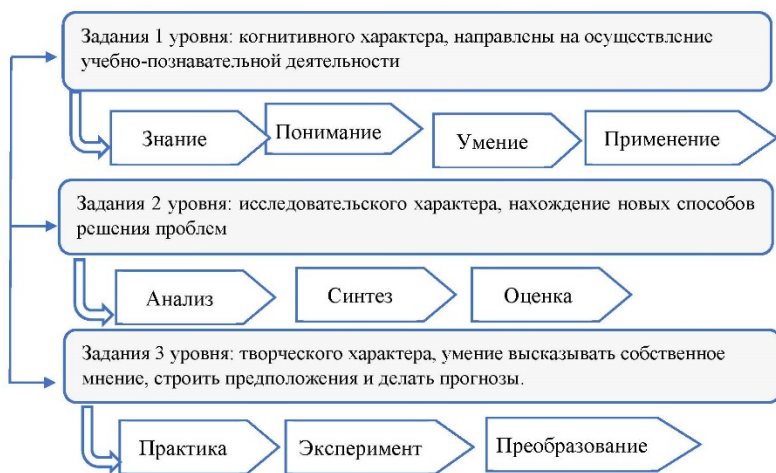 Задания 1 уровня: когнитивного характера, направлены на осуществление
учебно-познавательной деятельности
Знание
Понимание
Умение
Применение
Задания 2 уровня: исследовательского характера, нахождение новых способов
решения проблем
Анализ
Синтез
Оценка
Задания 3 уровня: творческого характера, умение высказывать собственное
мнение, строить предположения и делать прогнозы.
Практика
Эксперимент
Преобразование